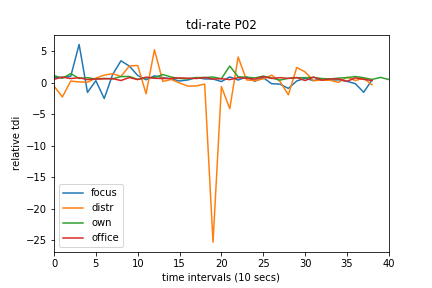 tdi-rate P02
relative tdi
5
0
−5
−10
−15
−20
−25
focus
distr
own
office
0 5 10 15 20 25 30 35 40
time intervals (10 secs)